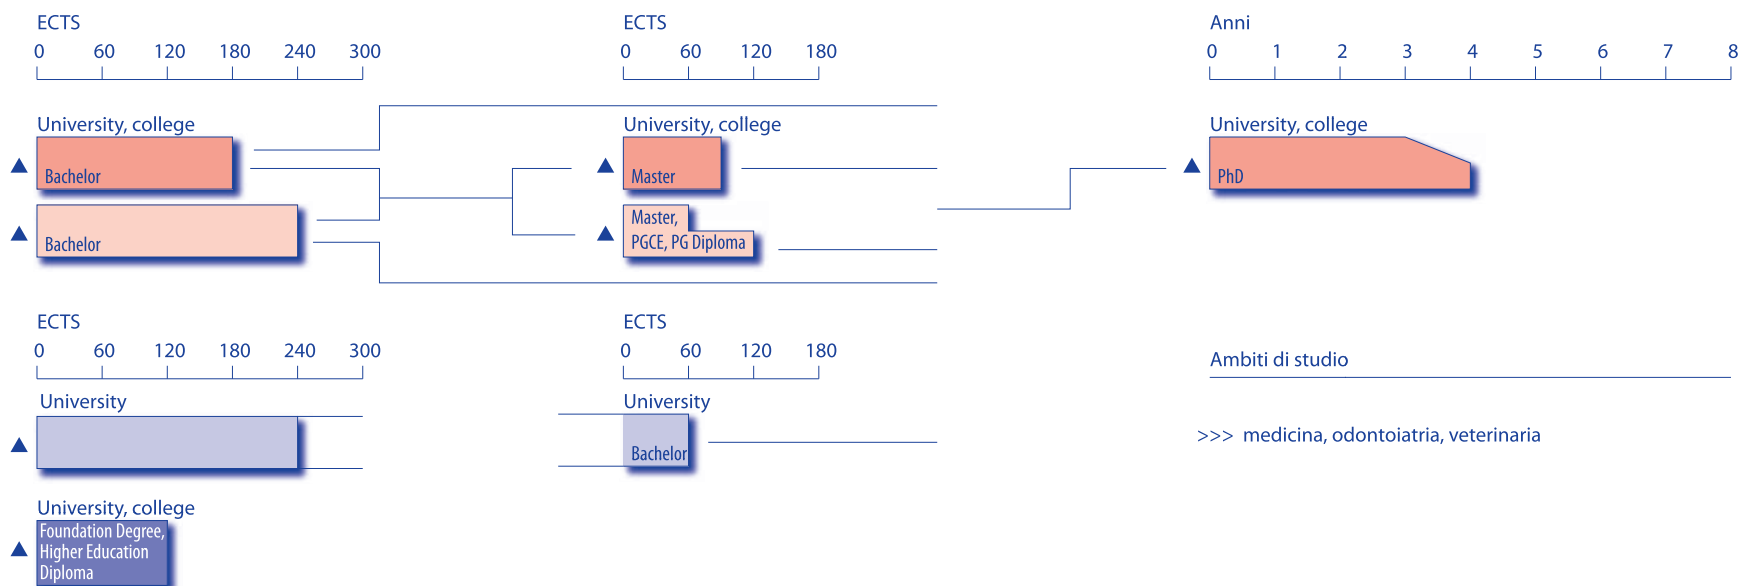 ECTS
0 60 120 180 240 300
ECTS
0 60 120 180
Anni
0 1 2 3 4 5 6 7 8
University, college
Bachelor
Bachelor
University, college
Master
Master,
PGCE, PG Diploma
University, college
PhD
ECTS
0 60 120 180 240 300
ECTS
0 60 120 180
Ambiti di studio
University
University
Bachelor
>>> medicina, odontoiatria, veterinaria
University, college
Foundation Degree,
Higher Education
Diploma